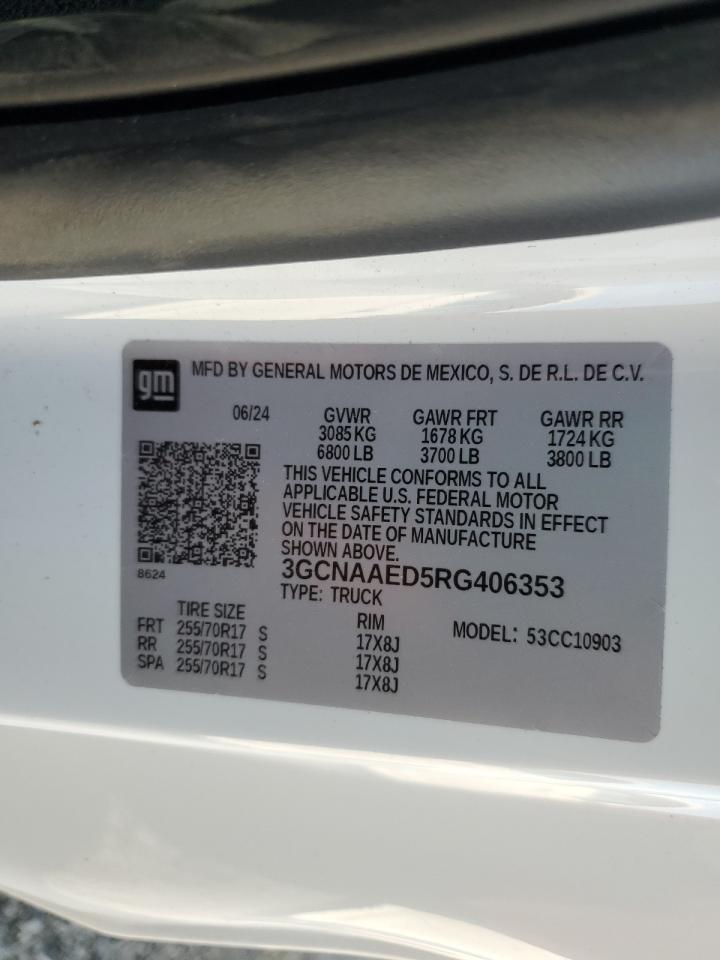 gm MFD BY GENERAL MOTORS DE MEXICO, S. DE R.L. DE C.V.
06/24 GVWR GAWR FRT GAWR RR
3085 KG 1678 KG 1724 KG
6800 LB 3700 LB 3800 LB
THIS VEHICLE CONFORMS TO ALL
APPLICABLE U.S. FEDERAL MOTOR
VEHICLE SAFETY STANDARDS IN EFFECT
ON THE DATE OF MANUFACTURE
SHOWN ABOVE.
8624
3GCNAAED5RG406353
TYPE: TRUCK
TIRE SIZE RIM MODEL: 53CC10903
FRT 255/70R17 S 17X8J
RR 255/70R17 S 17X8J
SPA 255/70R17 S 17X8J